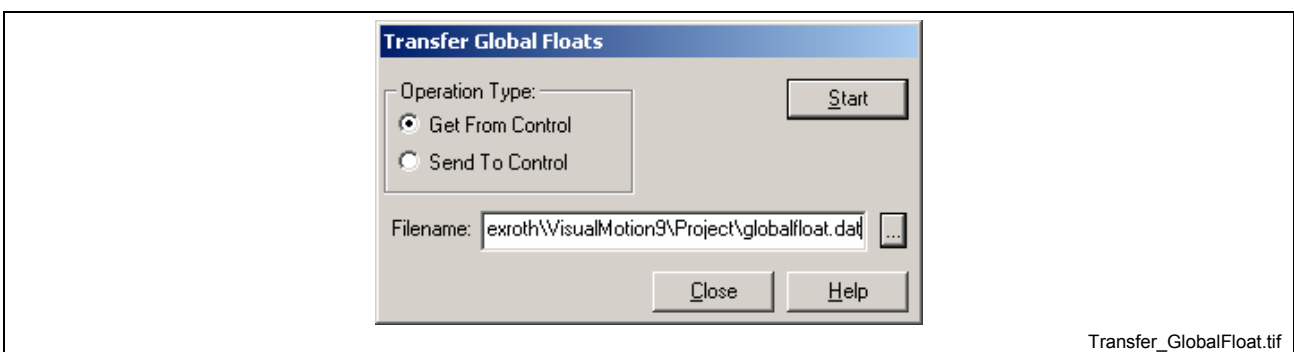 Transfer Global Floats
Operation Type:
Start
Get From Control
Send To Control
Filename: exroth\VisualMotion9\Project\globalfloat.dat ...
Close Help
Transfer_GlobalFloat.tif